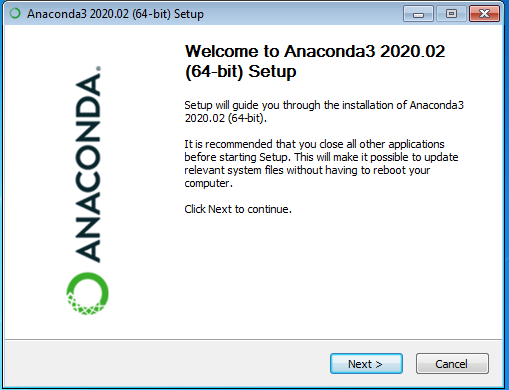 Anaconda3 2020.02 (64-bit) Setup
ANACONDA.
Welcome to Anaconda3 2020.02
(64-bit) Setup
Setup will guide you through the installation of Anaconda3
2020.02 (64-bit).
It is recommended that you close all other applications
before starting Setup. This will make it possible to update
relevant system files without having to reboot your
computer.
Click Next to continue.
Next >
Cancel